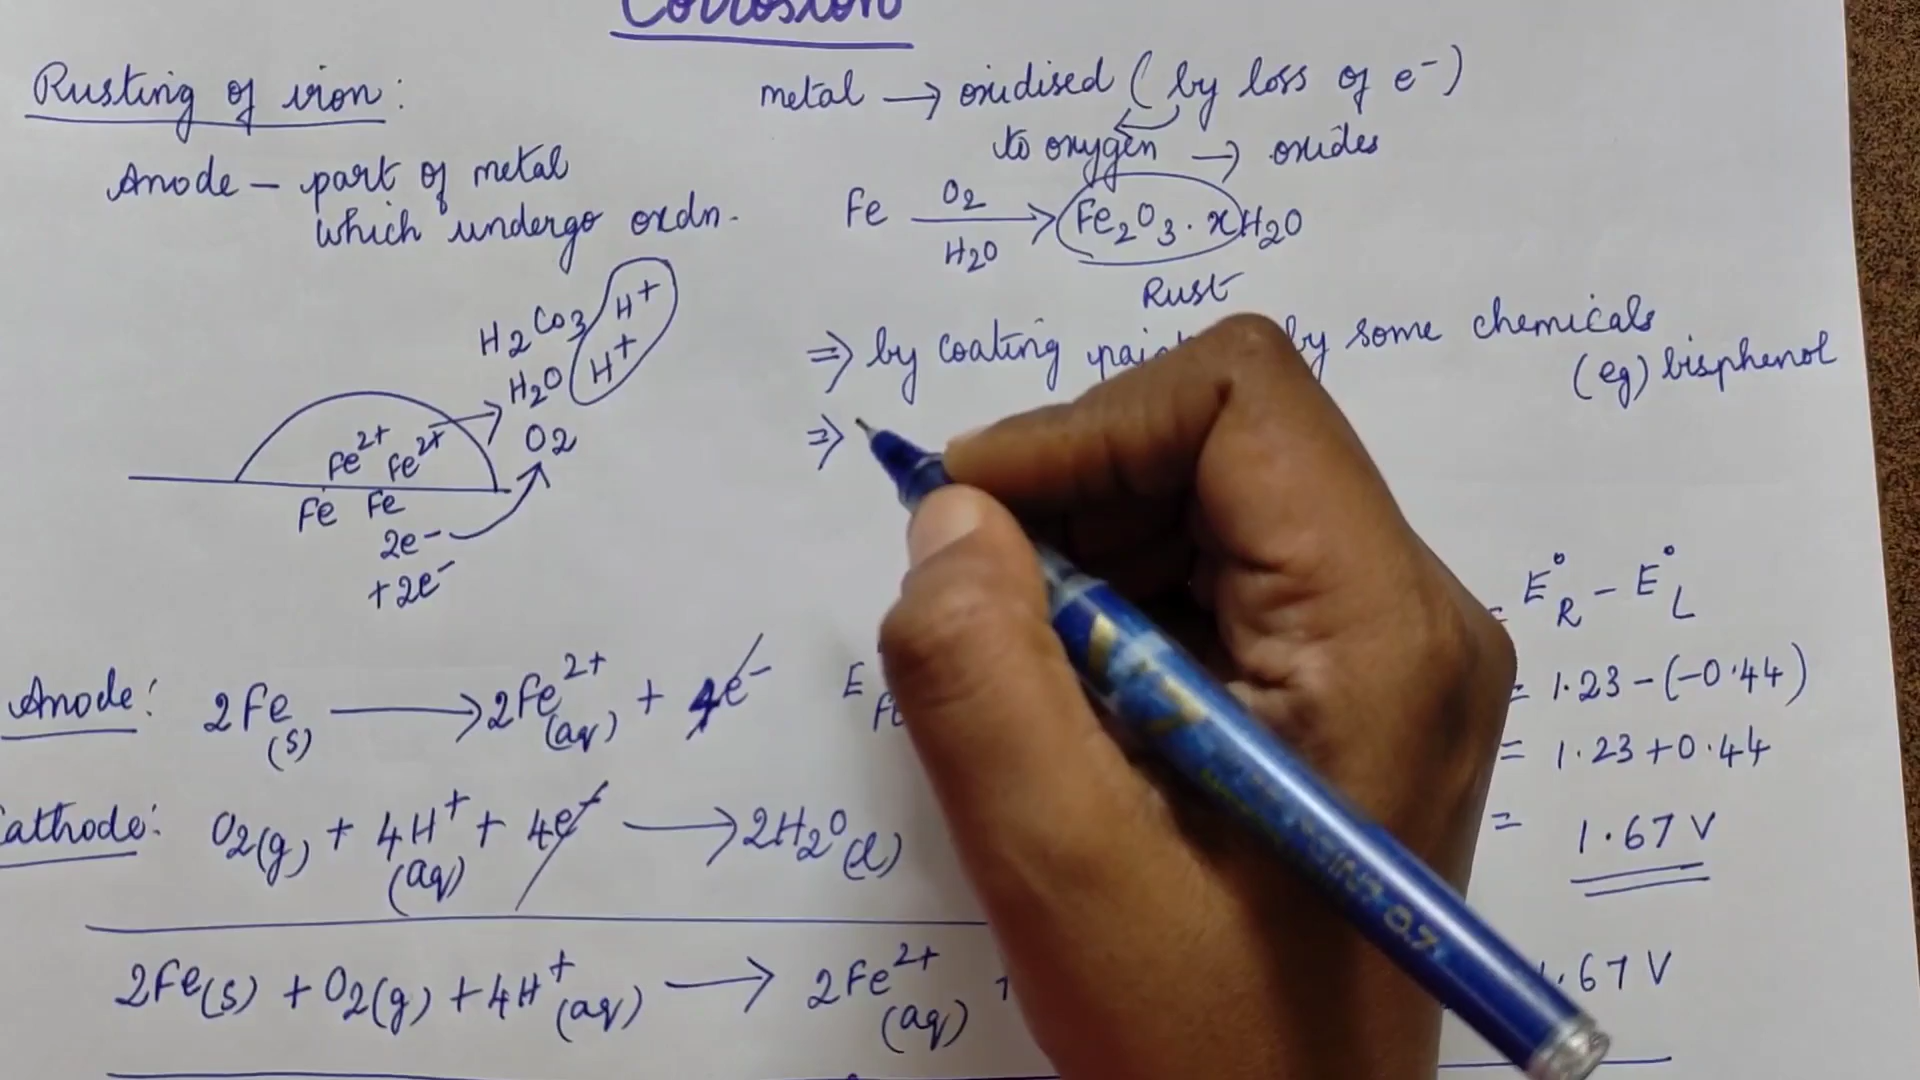 Corrosion
Rusting of iron:
Anode - part of metal
which undergo oxdn.
metal → oxidised (by loss of e-)
to oxygen → oxides
Fe O2 H2O → Fe2O3.xH2O
Rust
H2CO3 H+
H2O H+
O2
Fe2+ Fe2+
Fe Fe
2e-
+2e-
⇒ by coating by some chemicals
(eg) bisphenol
⇒
= E°R - E°L
= 1.23-(-0.44)
= 1.23+0.44
= 1.67 V
Anode: 2Fe(s) → 2Fe2+(aq) + 4e- E
Cathode: O2(g) + 4H+(aq) + 4e- → 2H2O(l)
2Fe(s) + O2(g) + 4H+(aq) → 2Fe2+(aq)
.67 V